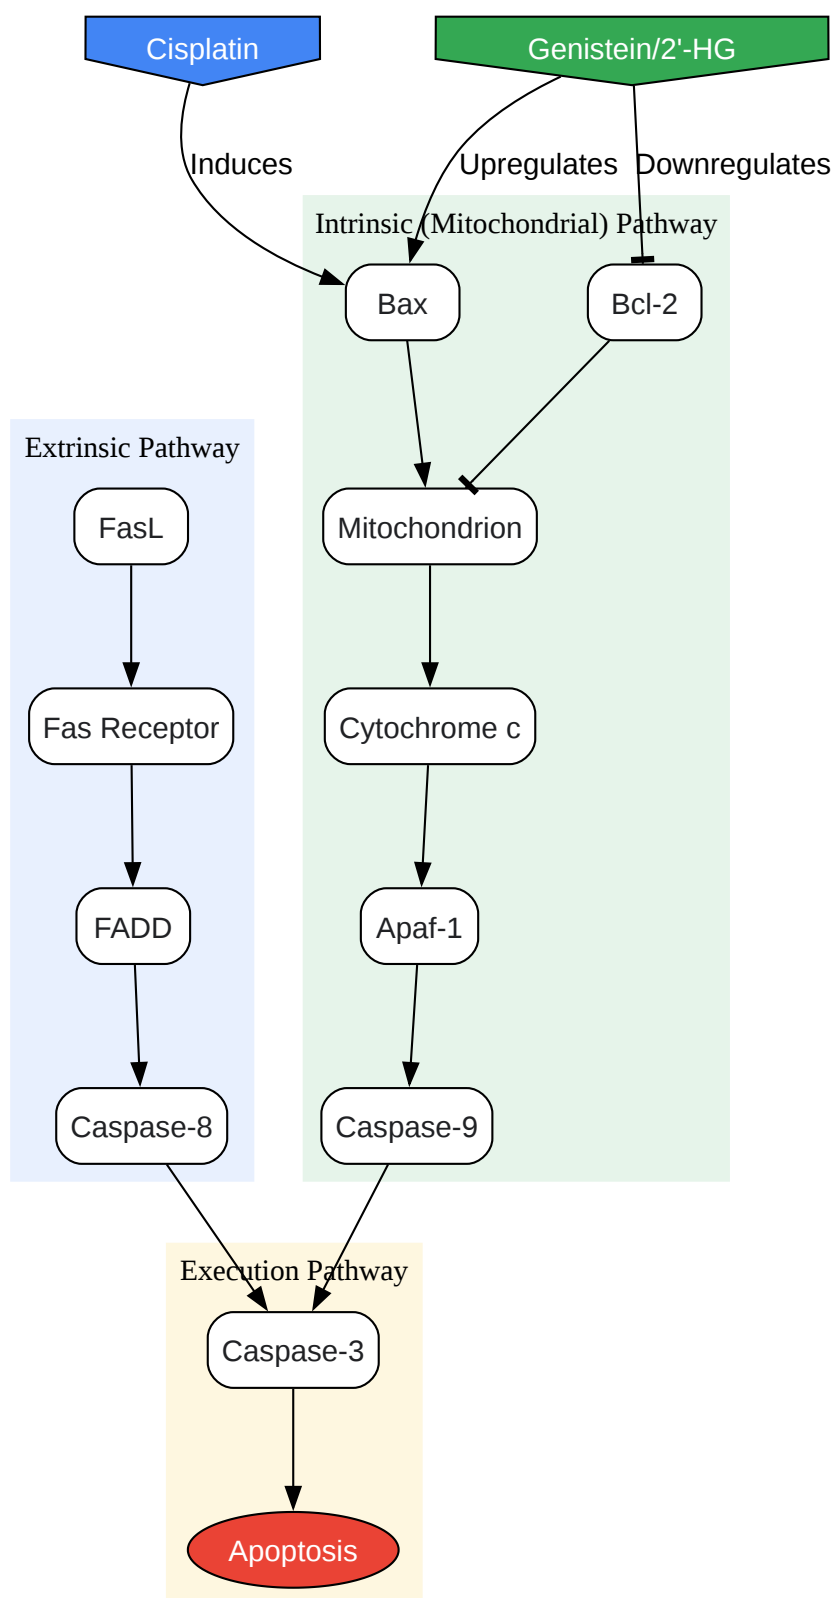 Cisplatin
Genistein/2'-HG
Induces
Upregulates
Downregulates
Intrinsic (Mitochondrial) Pathway
Bax
Bcl-2
Extrinsic Pathway
FasL
Mitochondrion
Fas Receptor
Cytochrome c
FADD
Apaf-1
Caspase-8
Caspase-9
Execution Pathway
Caspase-3
Apoptosis